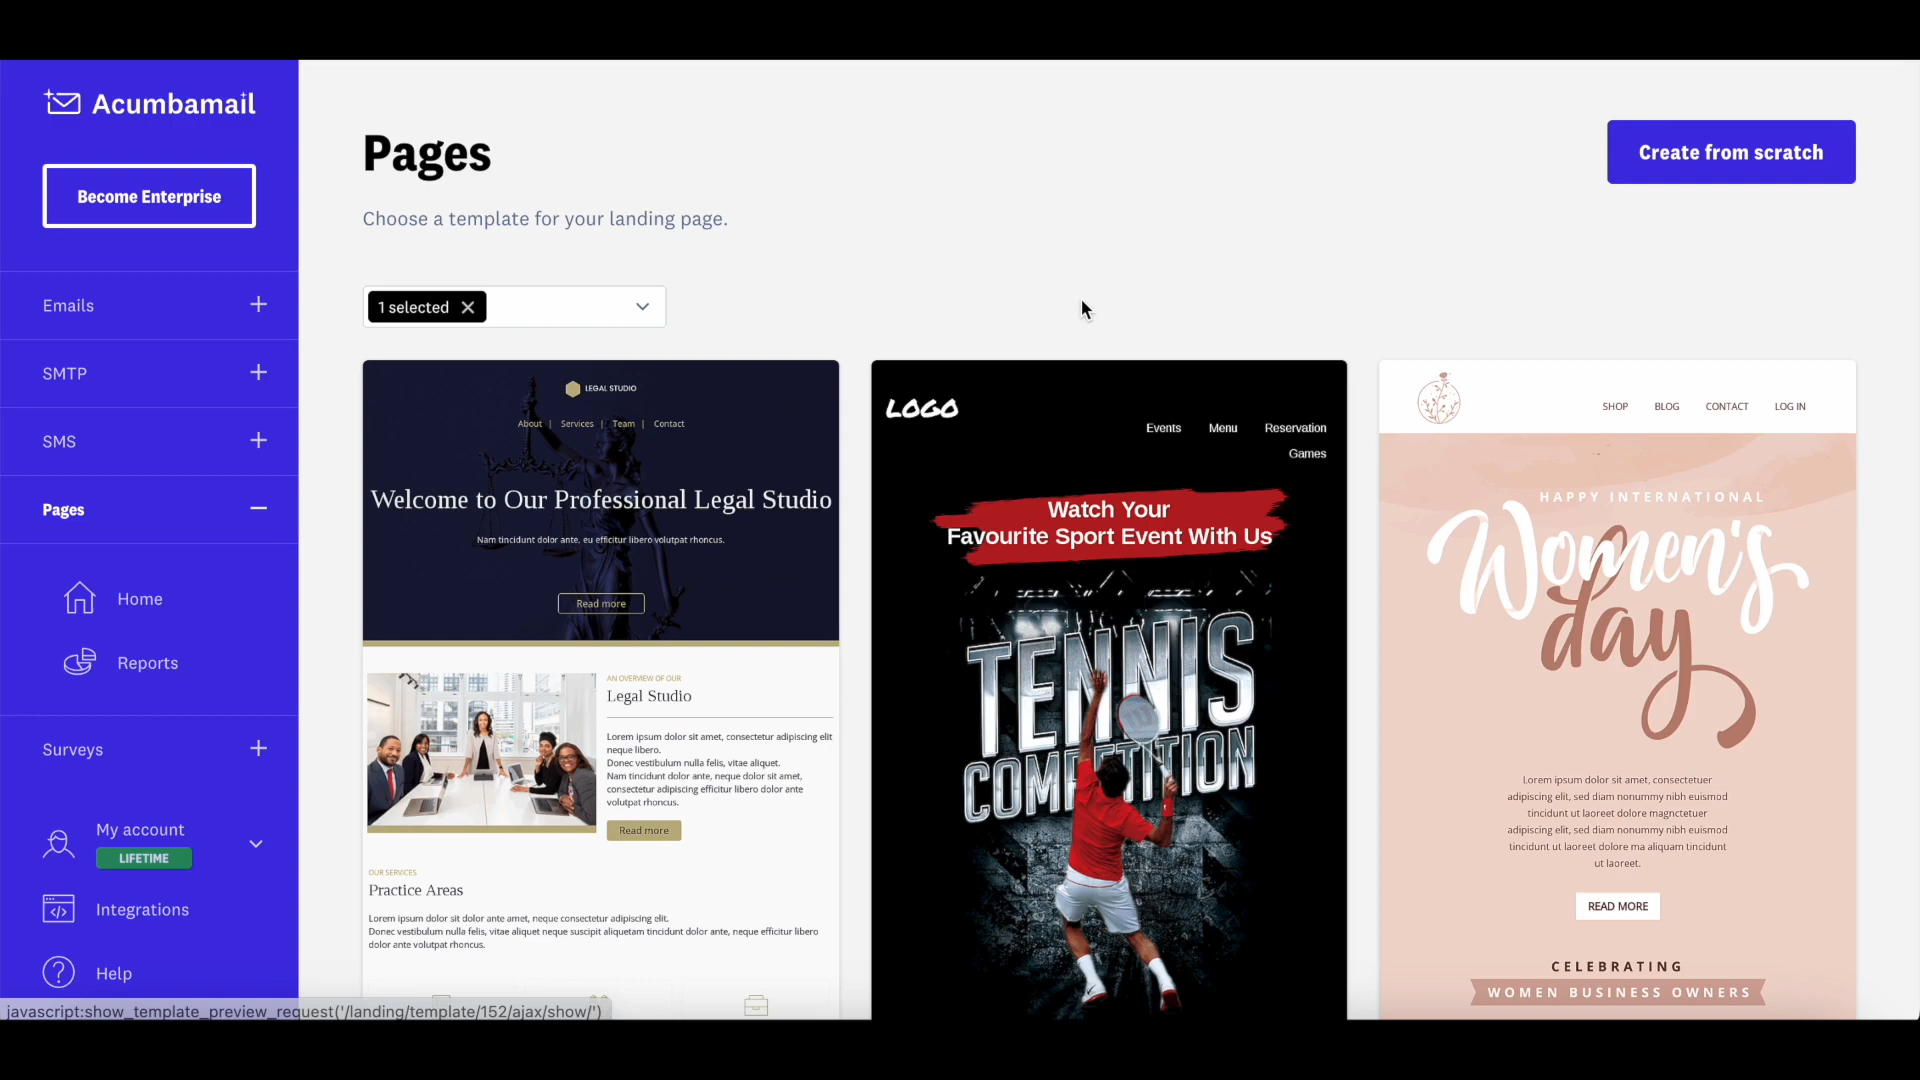 Acumbamail
Become Enterprise
Emails
SMTP
SMS
Pages
Home
Reports
Surveys
My account
LIFETIME
Integrations
Help
javascript:show_template_preview_request('/landing/template/152/ajax/show/')
Pages
Choose a template for your landing page.
Create from scratch
1 selected
LEGAL STUDIO
About | Services | Team | Contact
Welcome to Our Professional Legal Studio
Nam tincidunt dolor ante, eu efficitur libero volutpat rhoncus.
Read more
AN OVERVIEW OF OUR
Legal Studio
Lorem ipsum dolor sit amet, consectetur adipiscing elit
neque libero.
Donec vestibulum nulla felis, vitae aliquet.
Nam tincidunt dolor ante, neque dolor sit amet,
consectetur adipiscing efficitur libero dolor ante
volutpat rhoncus.
Read more
OUR SERVICES
Practice Areas
Lorem ipsum dolor sit dolor ante amet, neque consectetur adipiscing elit.
Donec vestibulum nulla felis, vitae aliquet neque suscipit aliquetam tincidunt dolor ante, neque efficitur libero
dolor ante volutpat rhoncus.
LOGO
Events Menu Reservation
Games
Watch Your
Favourite Sport Event With Us
TENNIS
COMPETITION
SHOP BLOG CONTACT LOG IN
HAPPY INTERNATIONAL
Women's
day
Lorem ipsum dolor sit amet, consectetuer
adipiscing elit, sed diam nonummy nibh euismod
tincidunt ut laoreet dolore magnctetuer
adipiscing elit, sed diam nonummy nibh euismod
tincidunt ut laoreet dolore ma aliquam tincidunt
ut laoreet.
READ MORE
CELEBRATING
WOMEN BUSINESS OWNERS